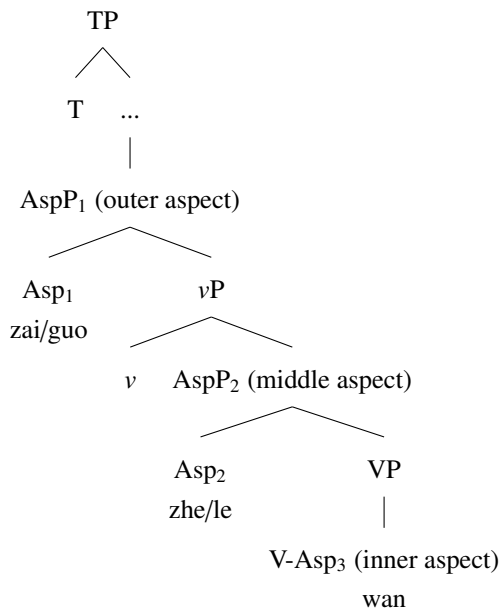 TP
T ...
AspP₁ (outer aspect)
Asp₁ vP
zai/guo
v AspP₂ (middle aspect)
Asp₂ VP
zhe/le
V-Asp₃ (inner aspect)
wan